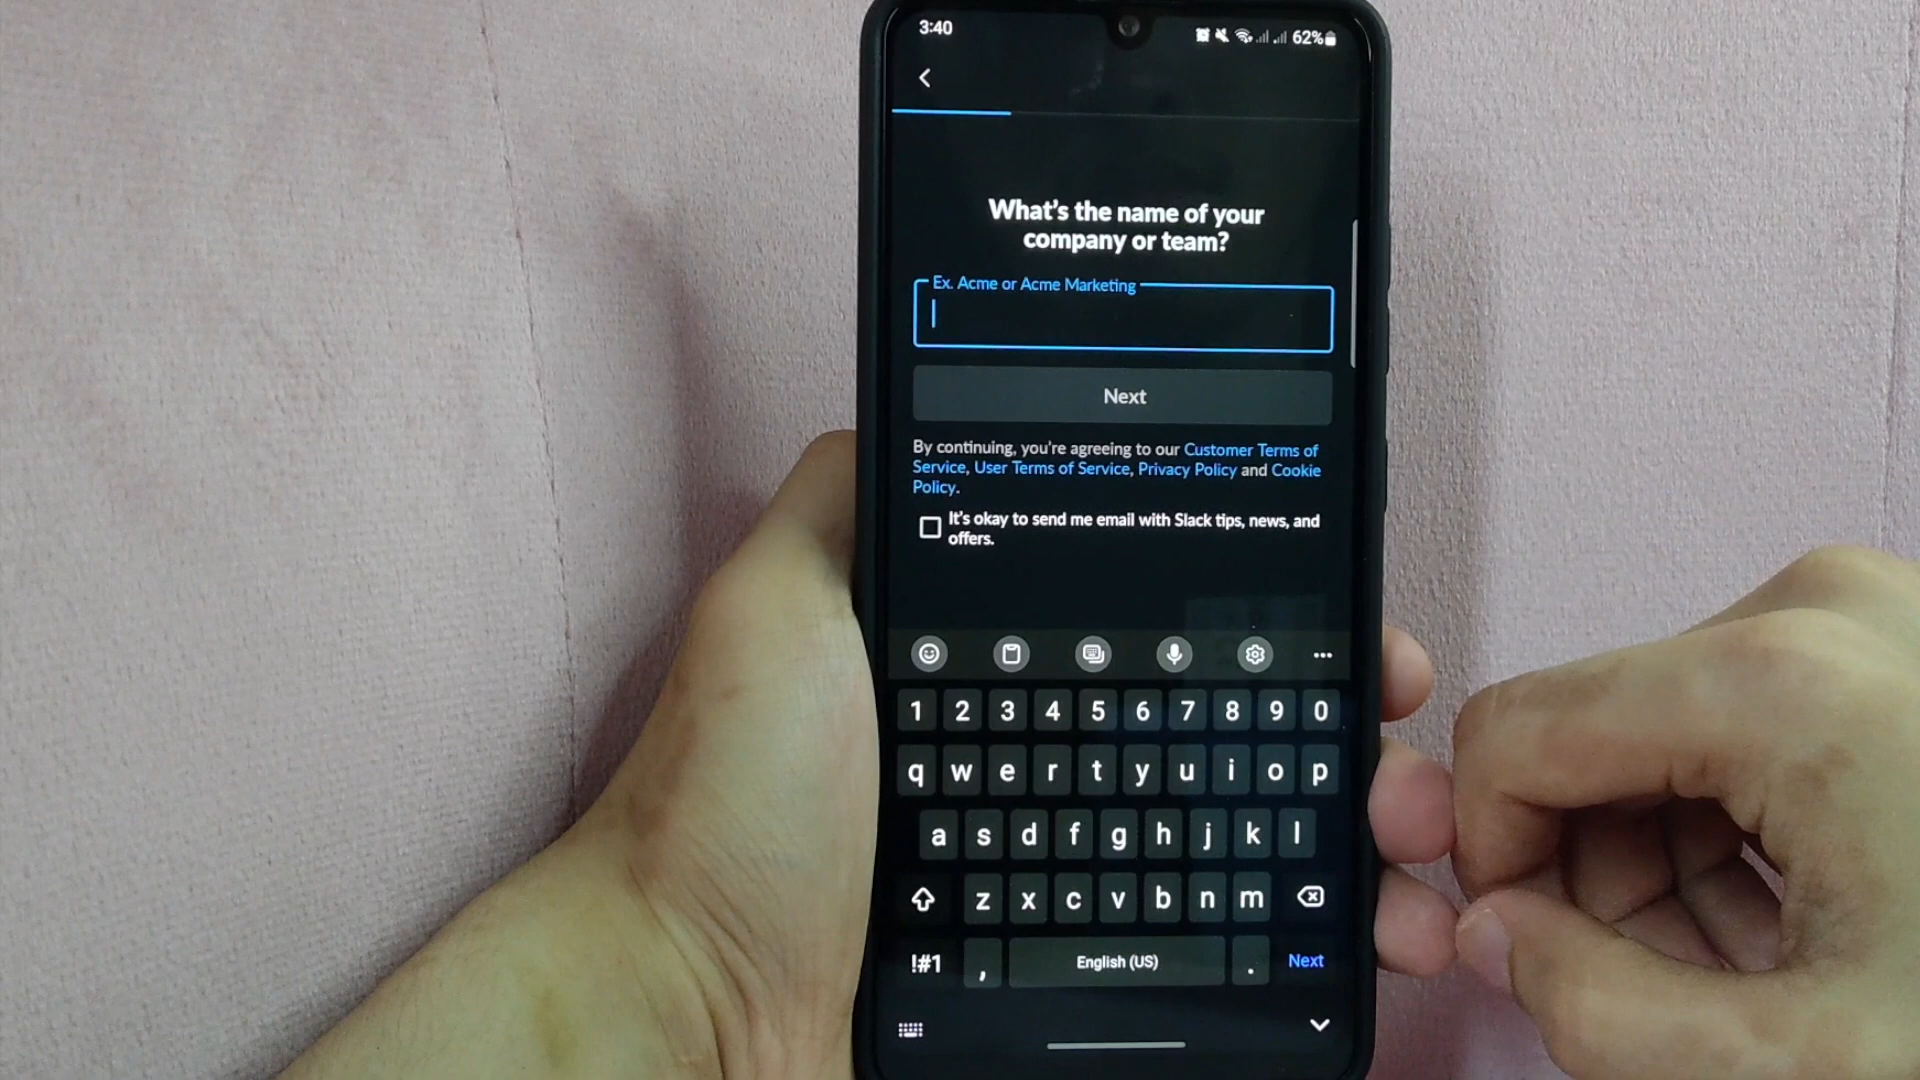 3:40
62%
What's the name of your
company or team?
Ex. Acme or Acme Marketing
Next
By continuing, you're agreeing to our Customer Terms of
Service, User Terms of Service, Privacy Policy and Cookie
Policy.
It's okay to send me email with Slack tips, news, and
offers.
1 2 3 4 5 6 7 8 9 0
q w e r t y u i o p
a s d f g h j k l
z x c v b n m
!#1 , English (US) . Next